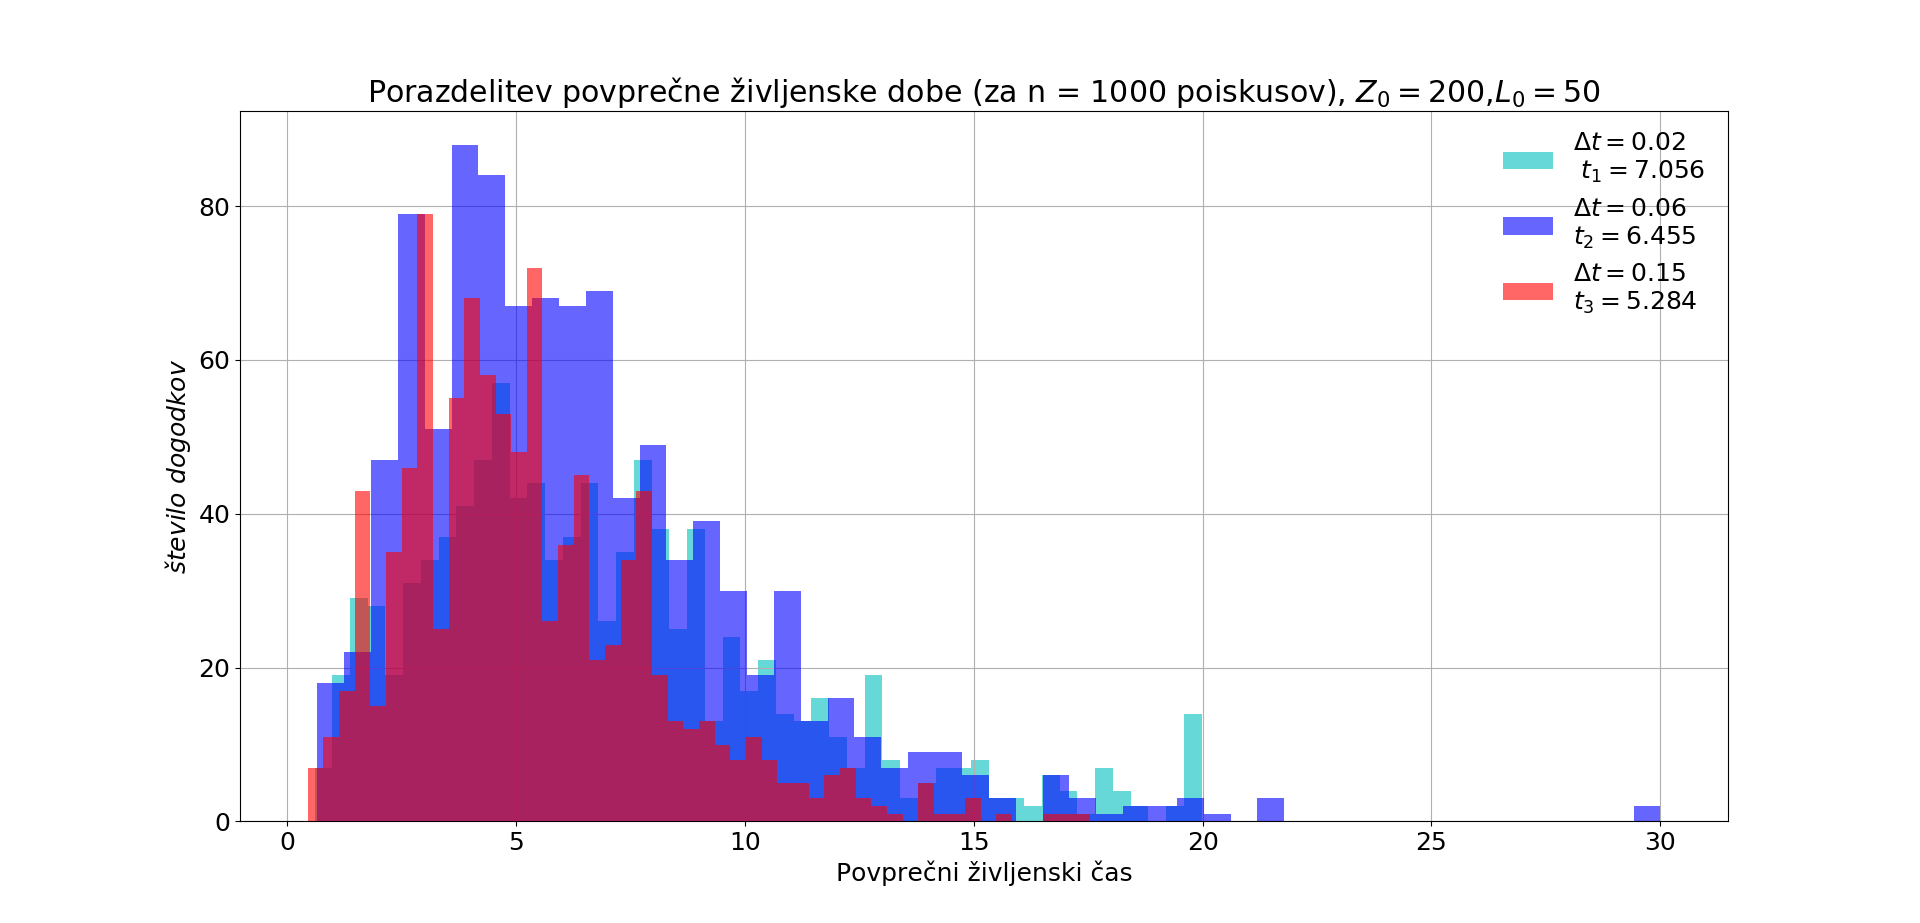 Porazdelitev povprečne življenske dobe (za n = 1000 poiskusov), Z₀ = 200,L₀ = 50
Δt = 0.02
t₁ = 7.056
Δt = 0.06
t₂ = 6.455
Δt = 0.15
t₃ = 5.284
število dogodkov
80
60
40
20
0
0 5 10 15 20 25 30
Povprečni življenski čas